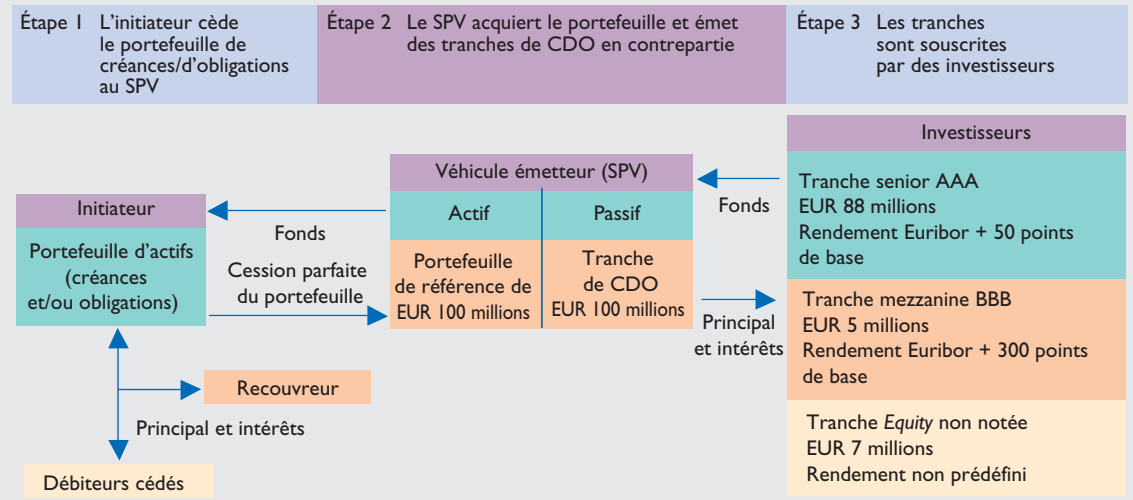 Étape 1 L'initiateur cède
le portefeuille de
créances/d'obligations
au SPV
Étape 2 Le SPV acquiert le portefeuille et émet
des tranches de CDO en contrepartie
Étape 3 Les tranches
sont souscrites
par des investisseurs
Initiateur
Portefeuille d'actifs
(créances
et/ou obligations)
Fonds
Cession parfaite
du portefeuille
Recouvreur
Principal et intérêts
Débiteurs cédés
Véhicule émetteur (SPV)
Actif
Passif
Portefeuille
de référence de
EUR 100 millions
Tranche
de CDO
EUR 100 millions
Fonds
Principal
et intérêts
Investisseurs
Tranche senior AAA
EUR 88 millions
Rendement Euribor + 50 points
de base
Tranche mezzanine BBB
EUR 5 millions
Rendement Euribor + 300 points
de base
Tranche Equity non notée
EUR 7 millions
Rendement non prédéfini